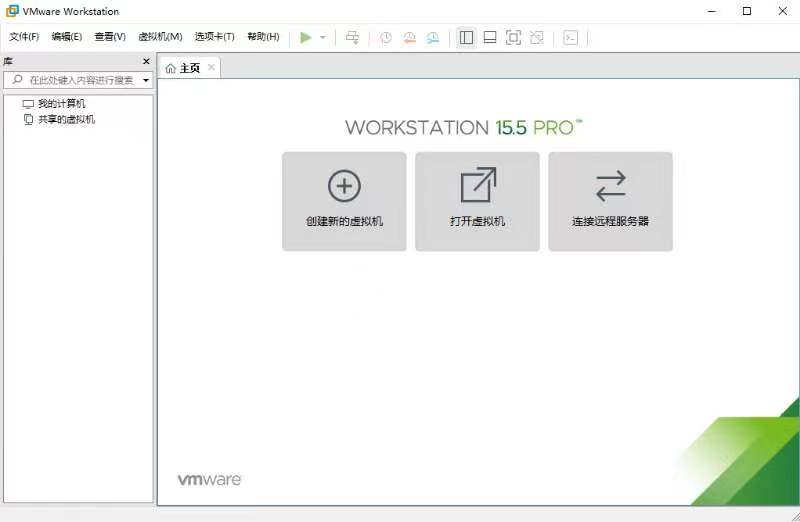 VMware Workstation
文件(F) 编辑(E) 查看(V) 虚拟机(M) 选项卡(T) 帮助(H)
库
在此处键入内容进行搜索
我的计算机
共享的虚拟机
主页
WORKSTATION 15.5 PRO™
创建新的虚拟机
打开虚拟机
连接远程服务器
vmware